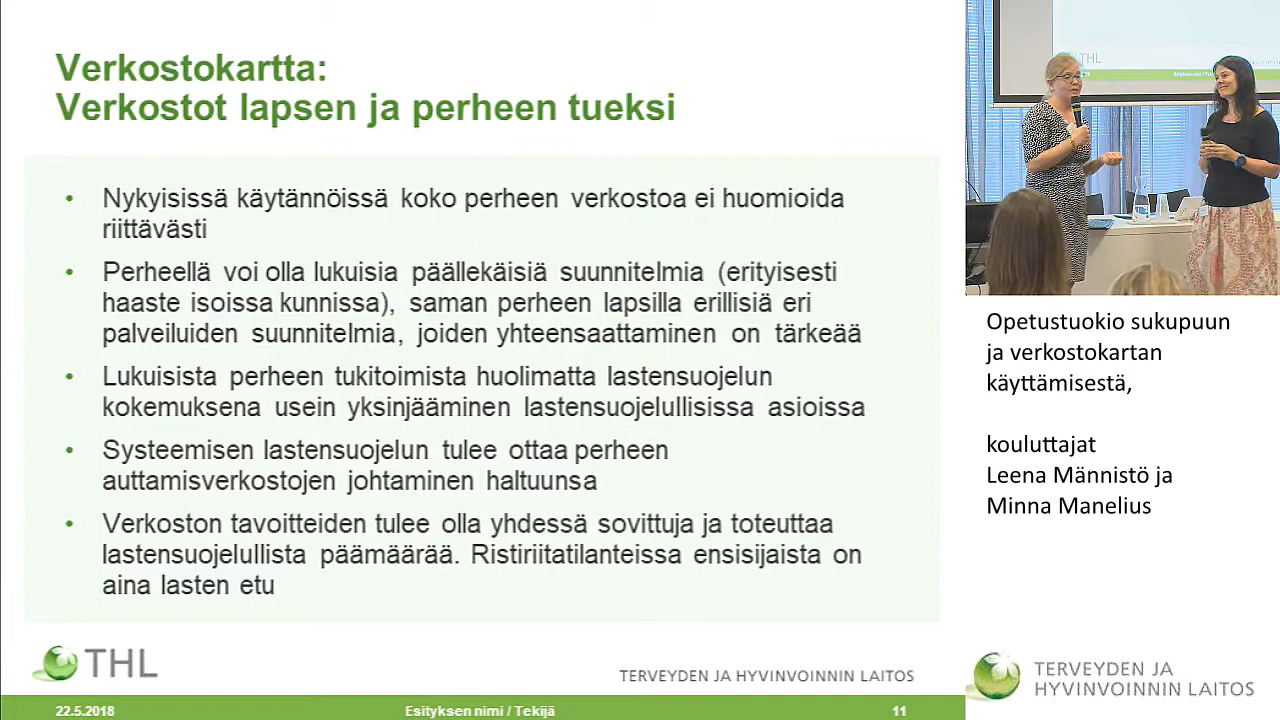 Verkostokartta:
Verkostot lapsen ja perheen tueksi
• Nykyisissä käytännöissä koko perheen verkostoa ei huomioida
riittävästi
• Perheellä voi olla lukuisia päällekäisiä suunnitelmia (erityisesti
haaste isoissa kunnissa), saman perheen lapsilla erillisiä eri
palveiluiden suunnitelmia, joiden yhteensaattaminen on tärkeää
• Lukuisista perheen tukitoimista huolimatta lastensuojelun
kokemuksena usein yksinjääminen lastensuojelullisissa asioissa
• Systeemisen lastensuojelun tulee ottaa perheen
auttamisverkostojen johtaminen haltuunsa
• Verkoston tavoitteiden tulee olla yhdessä sovittuja ja toteuttaa
lastensuojelullista päämäärää. Ristiriitatilanteissa ensisijaista on
aina lasten etu
THL
TERVEYDEN JA HYVINVOINNIN LAITOS
22.5.2018
Esityksen nimi / Tekijä
11
THL
Opetustuokio sukupuun
ja verkostokartan
käyttämisestä,
kouluttajat
Leena Männistö ja
Minna Manelius
TERVEYDEN JA
HYVINVOINNIN LAITOS